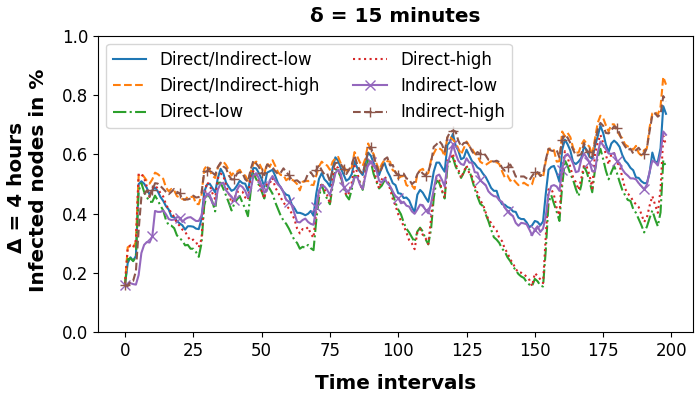 δ = 15 minutes
Δ = 4 hours
Infected nodes in %
1.0
0.8
0.6
0.4
0.2
0.0
Direct/Indirect-low
Direct/Indirect-high
Direct-low
Direct-high
Indirect-low
Indirect-high
0 25 50 75 100 125 150 175 200
Time intervals